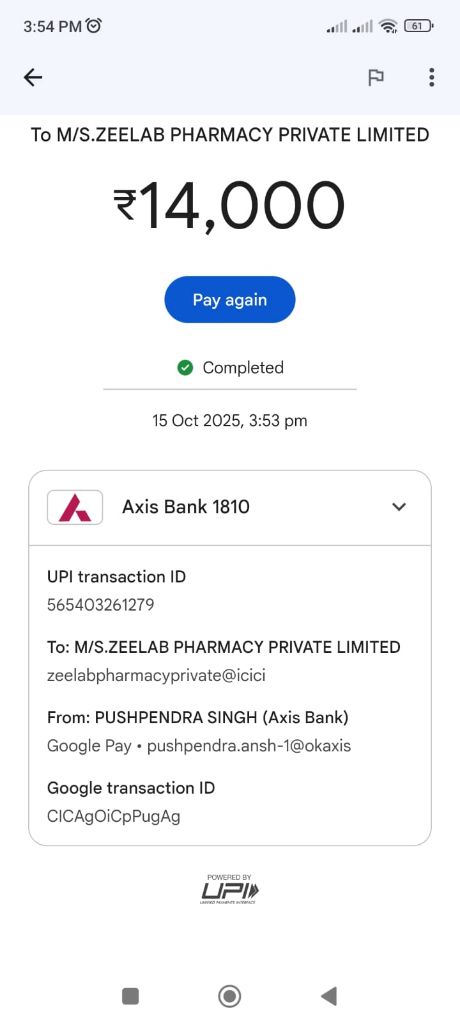 3:54 PM
61
To M/S.ZEELAB PHARMACY PRIVATE LIMITED
₹14,000
Pay again
Completed
15 Oct 2025, 3:53 pm
Axis Bank 1810
UPI transaction ID
565403261279
To: M/S.ZEELAB PHARMACY PRIVATE LIMITED
zeelabpharmacyprivate@icici
From: PUSHPENDRA SINGH (Axis Bank)
Google Pay • pushpendra.ansh-1@okaxis
Google transaction ID
CICAgOiCpPugAg
POWERED BY
UPI
UNIFIED PAYMENTS INTERFACE